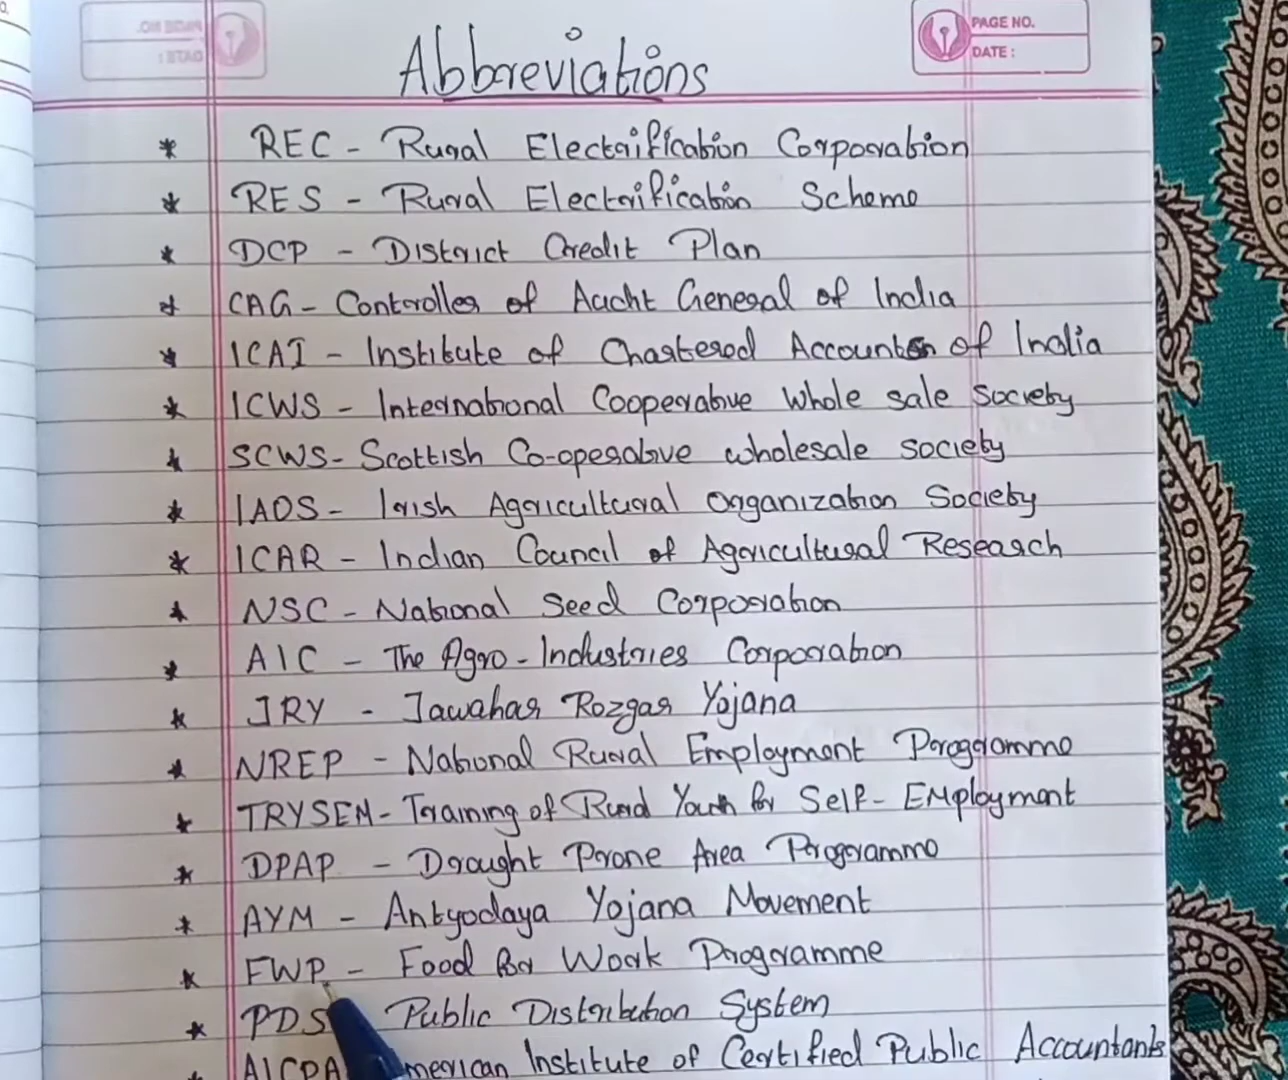 PAGE NO.
DATE :
Abbreviations
* REC - Rural Electrification Corporation
* RES - Rural Electrification Scheme
* DCP - District Credit Plan
* CAG - Controller of Aucht General of India
* ICAI - Institute of Chartered Accountsn of India
* ICWS - International Cooperative Whole sale Society
* SCWS - Scottish Co-operative wholesale society
* IAOS - Irish Agricultural Organization Society
* ICAR - Indian Council of Agricultural Research
* NSC - National Seed Corporation
* AIC - The Agro - Industries Corporation
* JRY - Jawahar Rozgar Yojana
* NREP - National Rural Employment Programme
* TRYSEM - Training of Rural Youth for Self - Employment
* DPAP - Drought Prone Area Programme
* AYM - Antyodaya Yojana Movement
* FWP - Food for Work Programme
* PDS Public Distribution System
* AICPA merican Institute of Certified Public Accountants